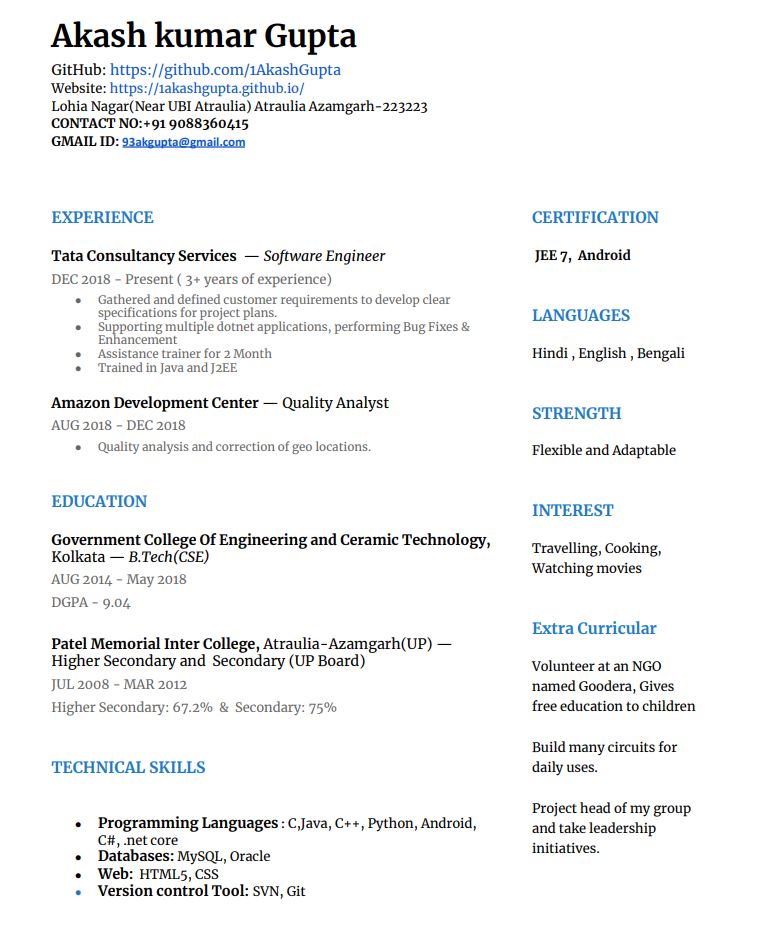 Akash kumar Gupta
GitHub: https://github.com/1AkashGupta
Website: https://1akashgupta.github.io/
Lohia Nagar(Near UBI Atraulia) Atraulia Azamgarh-223223
CONTACT NO:+91 9088360415
GMAIL ID: 93akgupta@gmail.com
EXPERIENCE
Tata Consultancy Services — Software Engineer
DEC 2018 - Present ( 3+ years of experience)
● Gathered and defined customer requirements to develop clear
specifications for project plans.
● Supporting multiple dotnet applications, performing Bug Fixes &
Enhancement
● Assistance trainer for 2 Month
● Trained in Java and J2EE
Amazon Development Center — Quality Analyst
AUG 2018 - DEC 2018
● Quality analysis and correction of geo locations.
EDUCATION
Government College Of Engineering and Ceramic Technology,
Kolkata — B.Tech(CSE)
AUG 2014 - May 2018
DGPA - 9.04
Patel Memorial Inter College, Atraulia-Azamgarh(UP) —
Higher Secondary and Secondary (UP Board)
JUL 2008 - MAR 2012
Higher Secondary: 67.2% & Secondary: 75%
TECHNICAL SKILLS
● Programming Languages : C,Java, C++, Python, Android,
C#, .net core
● Databases: MySQL, Oracle
● Web: HTML5, CSS
● Version control Tool: SVN, Git
CERTIFICATION
JEE 7, Android
LANGUAGES
Hindi , English , Bengali
STRENGTH
Flexible and Adaptable
INTEREST
Travelling, Cooking,
Watching movies
Extra Curricular
Volunteer at an NGO
named Goodera, Gives
free education to children
Build many circuits for
daily uses.
Project head of my group
and take leadership
initiatives.